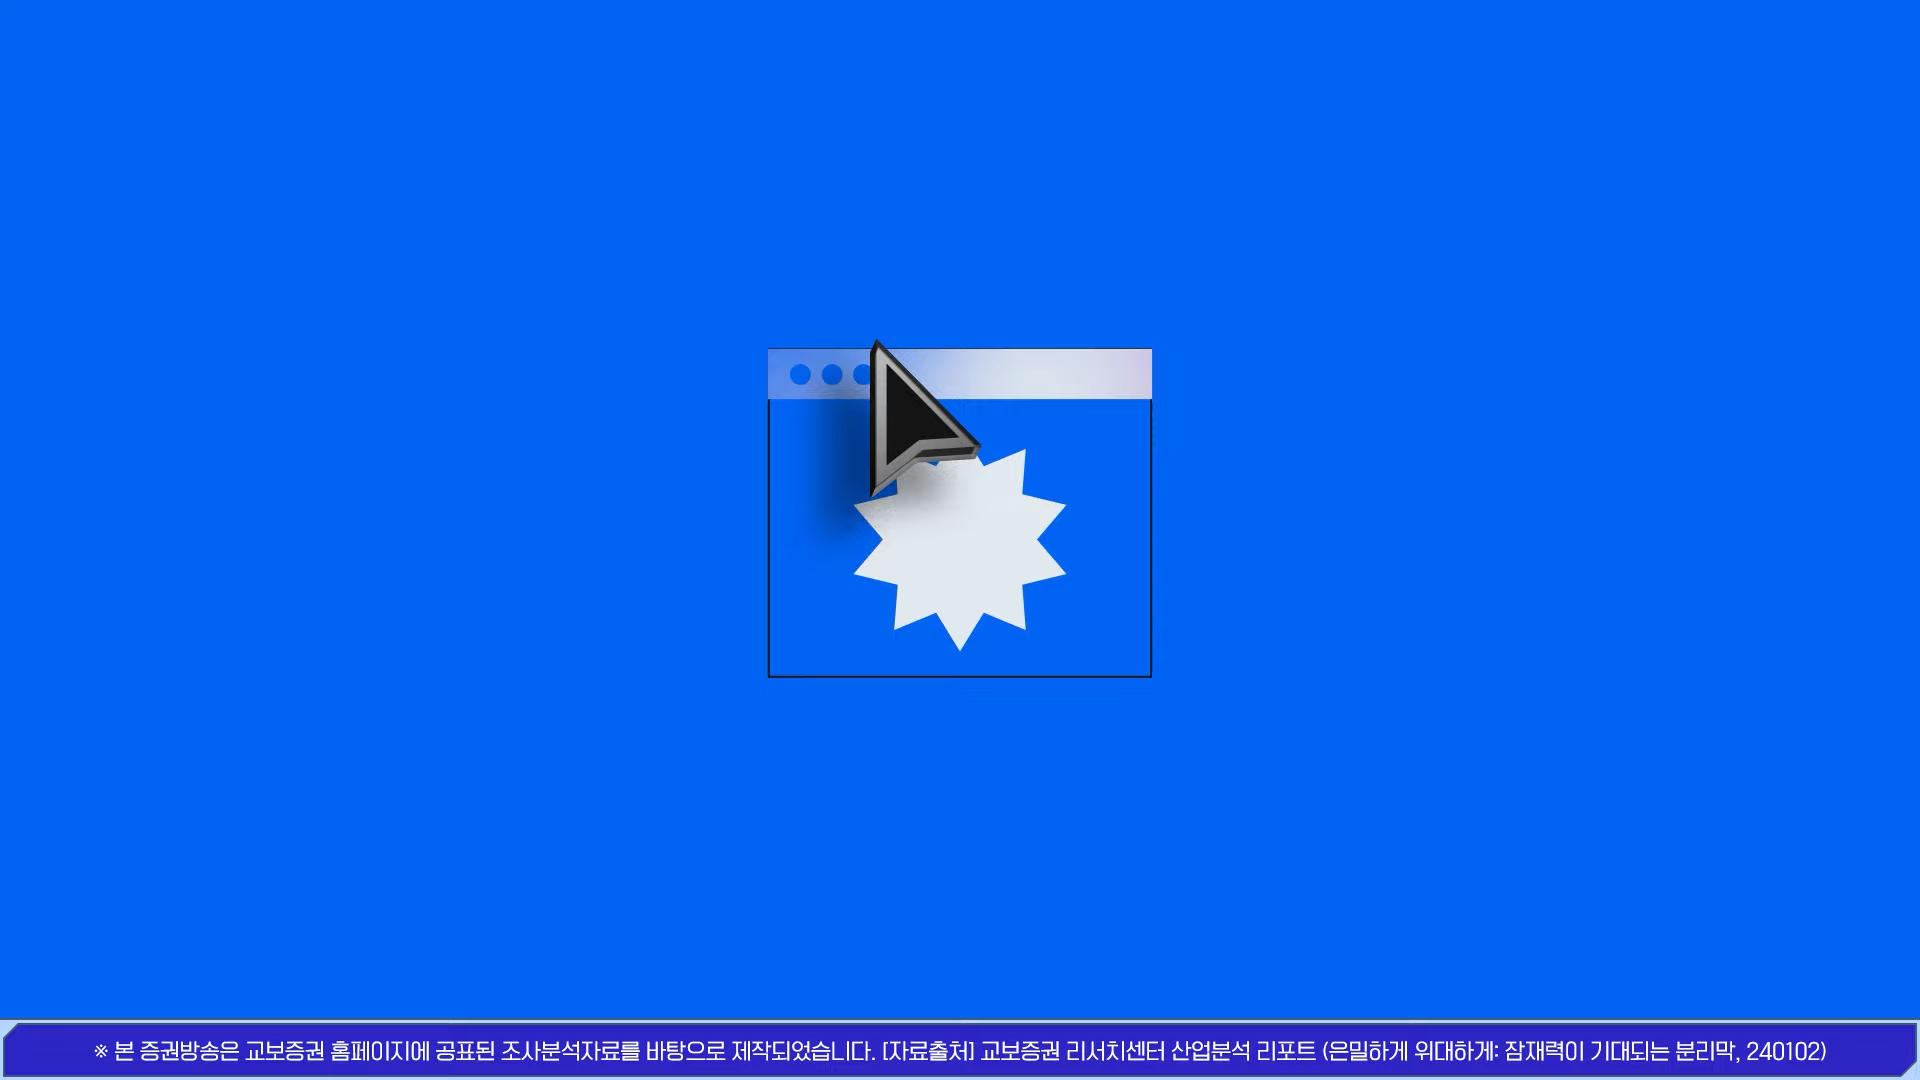 ※ 본 증권방송은 교보증권 홈페이지에 공표된 조사분석자료를 바탕으로 제작되었습니다. [자료출처] 교보증권 리서치센터 산업분석 리포트 (은밀하게 위대하게: 잠재력이 기대되는 분리막, 240102)